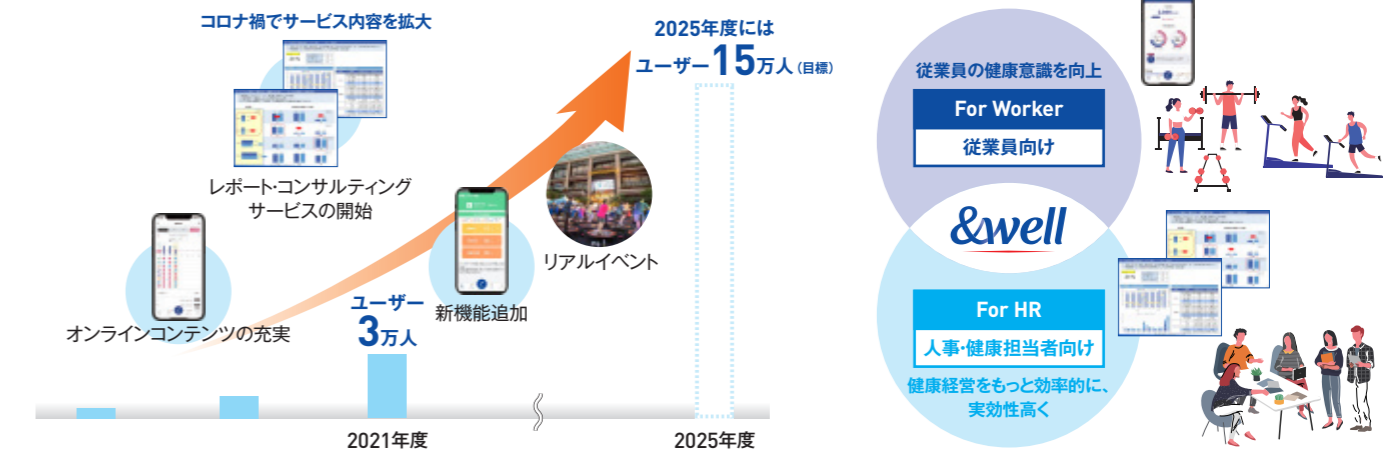 コロナ禍でサービス内容を拡大
レポート・コンサルティング
サービスの開始
オンラインコンテンツの充実
ユーザー
3万人
新機能追加
リアルイベント
2025年度には
ユーザー15万人(目標)
2021年度
2025年度
従業員の健康意識を向上
For Worker
従業員向け
&well
For HR
人事・健康担当者向け
健康経営をもっと効率的に、
実効性高く